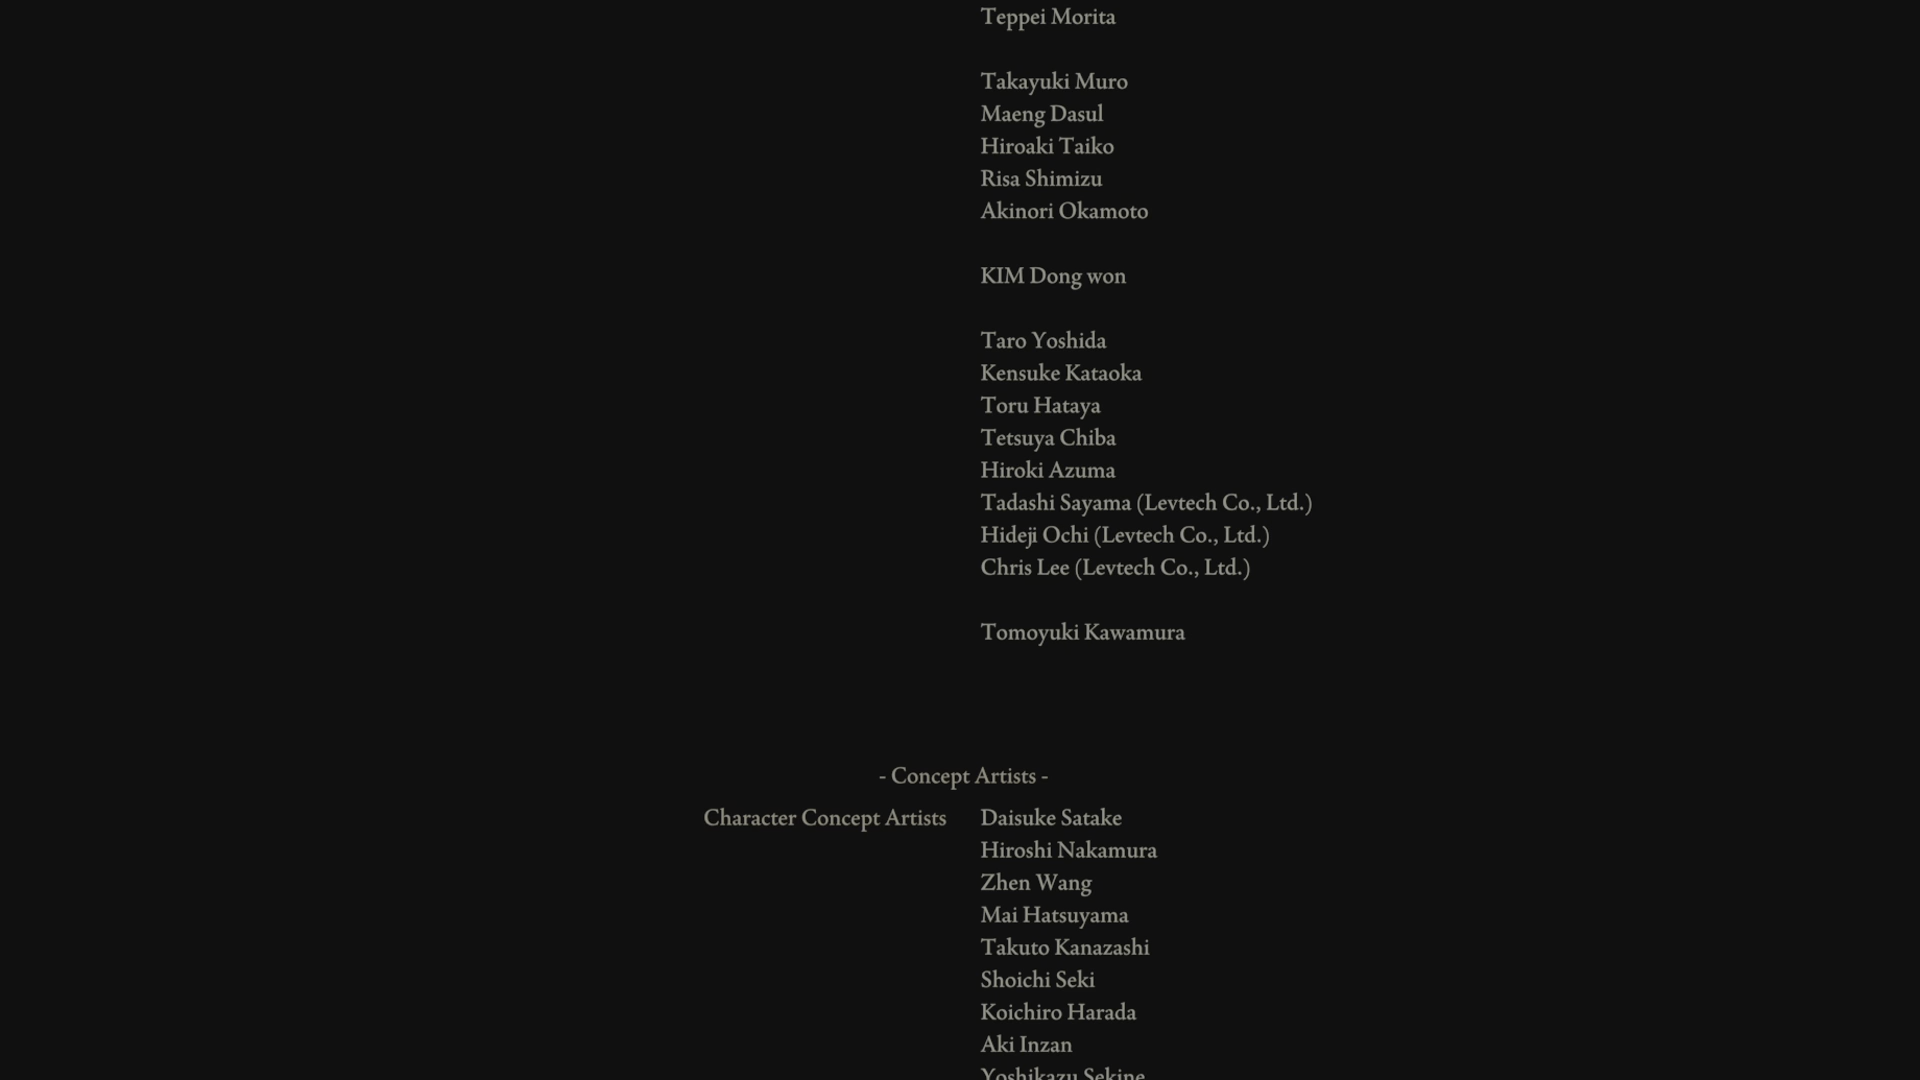 Teppei Morita
Takayuki Muro
Maeng Dasul
Hiroaki Taiko
Risa Shimizu
Akinori Okamoto
KIM Dong won
Taro Yoshida
Kensuke Kataoka
Toru Hataya
Tetsuya Chiba
Hiroki Azuma
Tadashi Sayama (Levtech Co., Ltd.)
Hideji Ochi (Levtech Co., Ltd.)
Chris Lee (Levtech Co., Ltd.)
Tomoyuki Kawamura
- Concept Artists -
Character Concept Artists Daisuke Satake
Hiroshi Nakamura
Zhen Wang
Mai Hatsuyama
Takuto Kanazashi
Shoichi Seki
Koichiro Harada
Aki Inzan
Yoshikazu Sekine